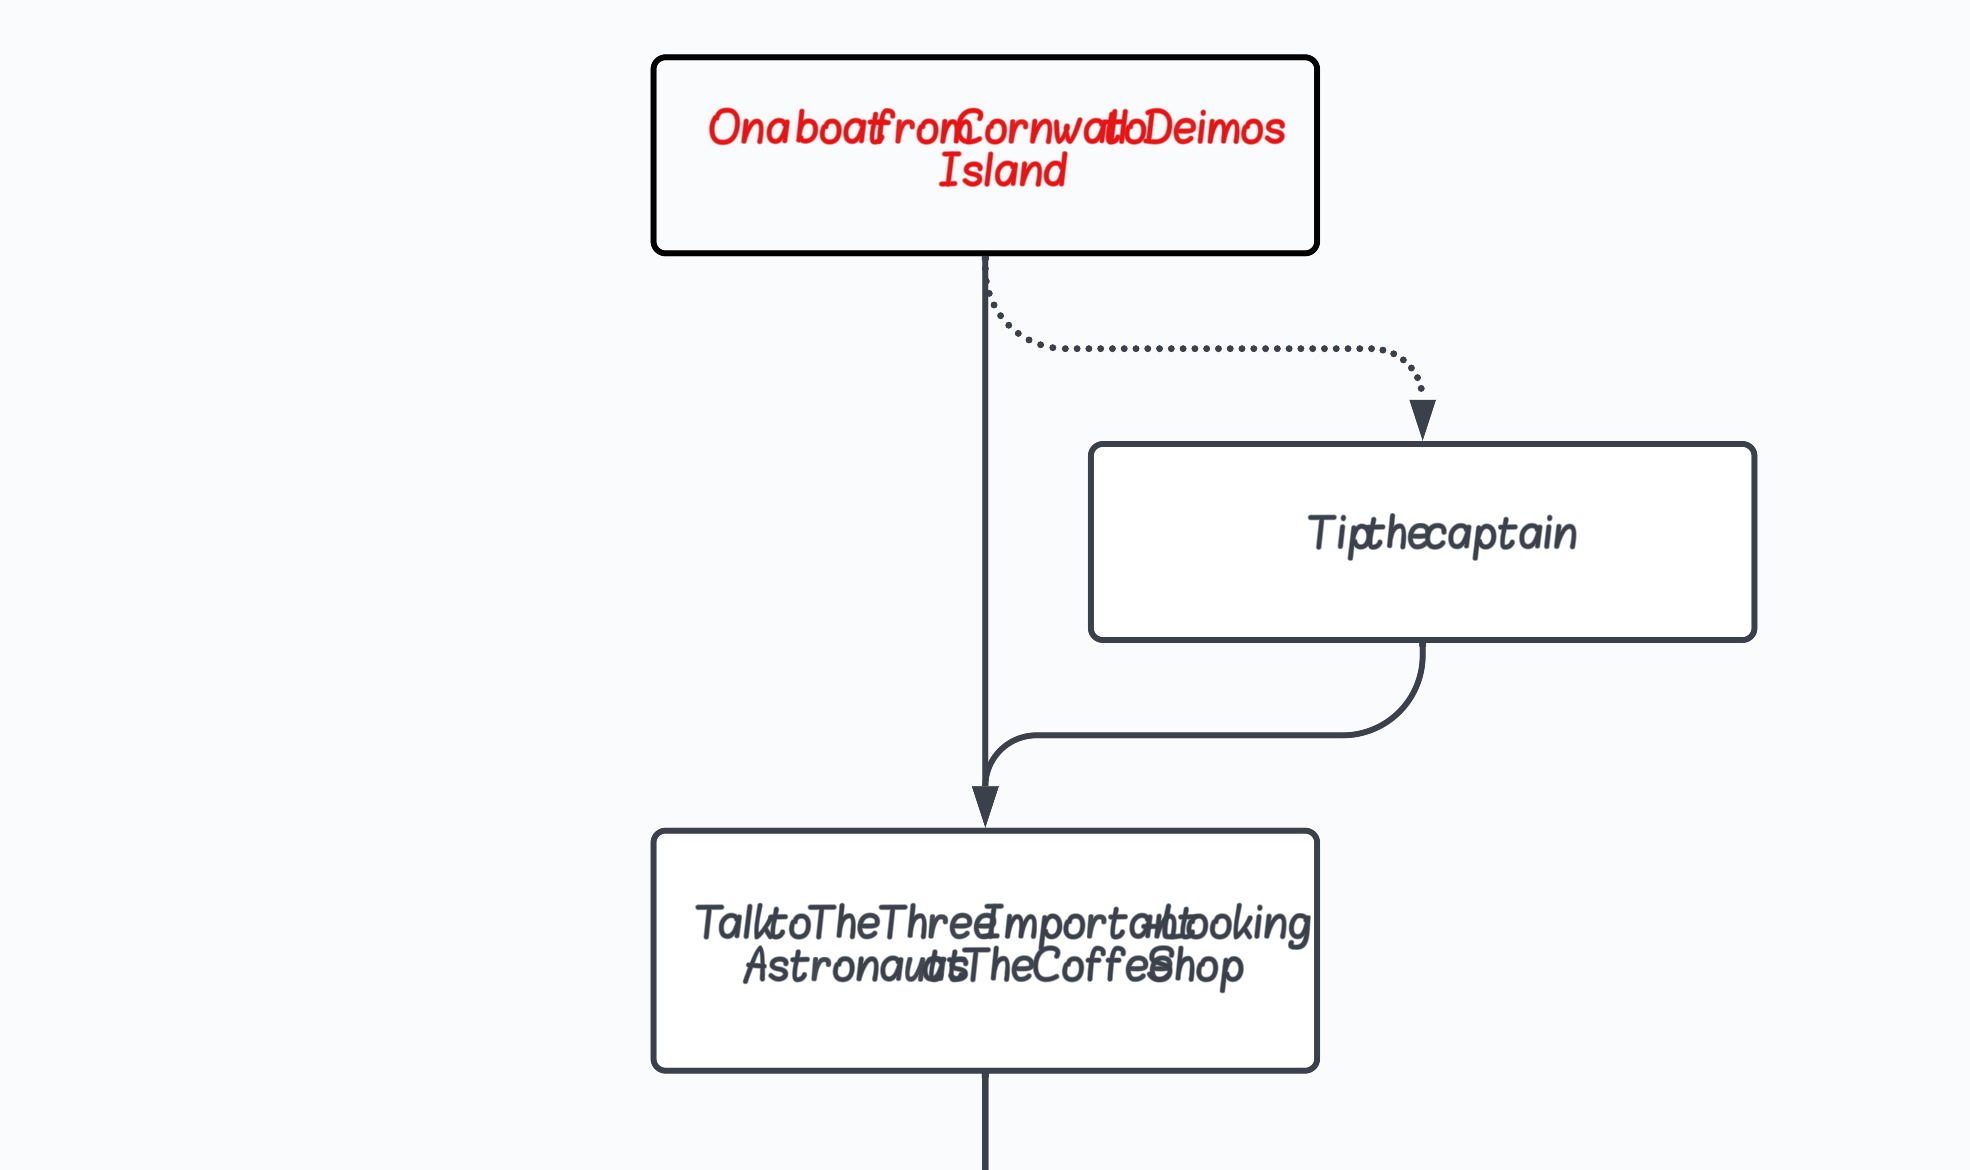 On a boat from Cornwall to Deimos
Island
Tip the captain
Talk to The Three Important-Looking
Astronauts at The Coffee Shop